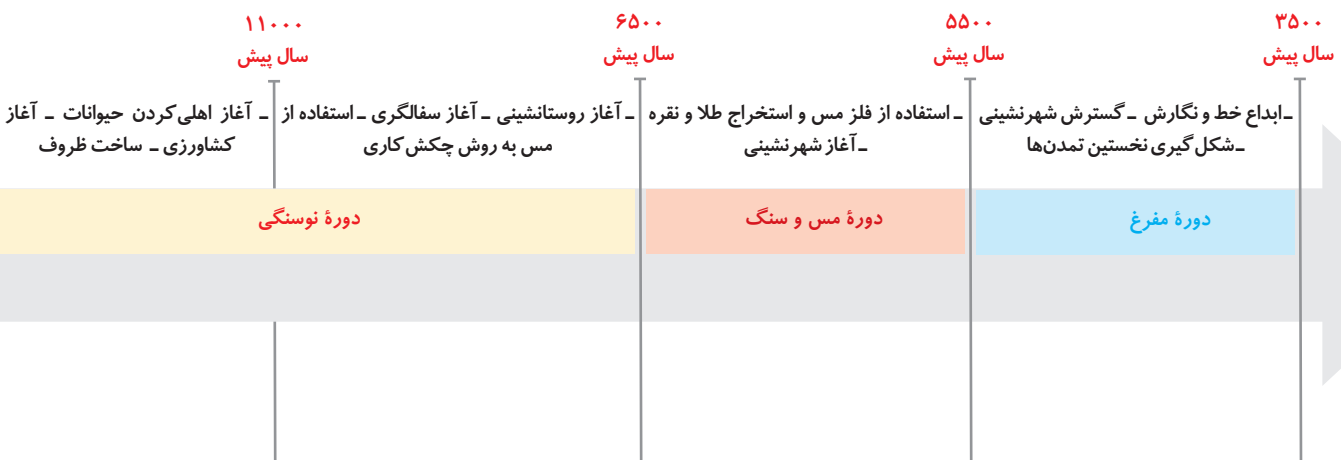 ۱۱۰۰۰
سال پیش
۶۵۰۰
سال پیش
۵۵۰۰
سال پیش
۳۵۰۰
سال پیش
ـ آغاز اهلی کردن حیوانات ـ آغاز
کشاورزی ـ ساخت ظروف
ـ آغاز روستانشینی ـ آغاز سفالگری ـ استفاده از
مس به روش چکش کاری
ـ استفاده از فلز مس و استخراج طلا و نقره
ـ آغاز شهرنشینی
ـ ابداع خط و نگارش ـ گسترش شهرنشینی
ـ شکل گیری نخستین تمدن‌ها
دورهٔ نوسنگی
دورهٔ مس و سنگ
دورهٔ مفرغ